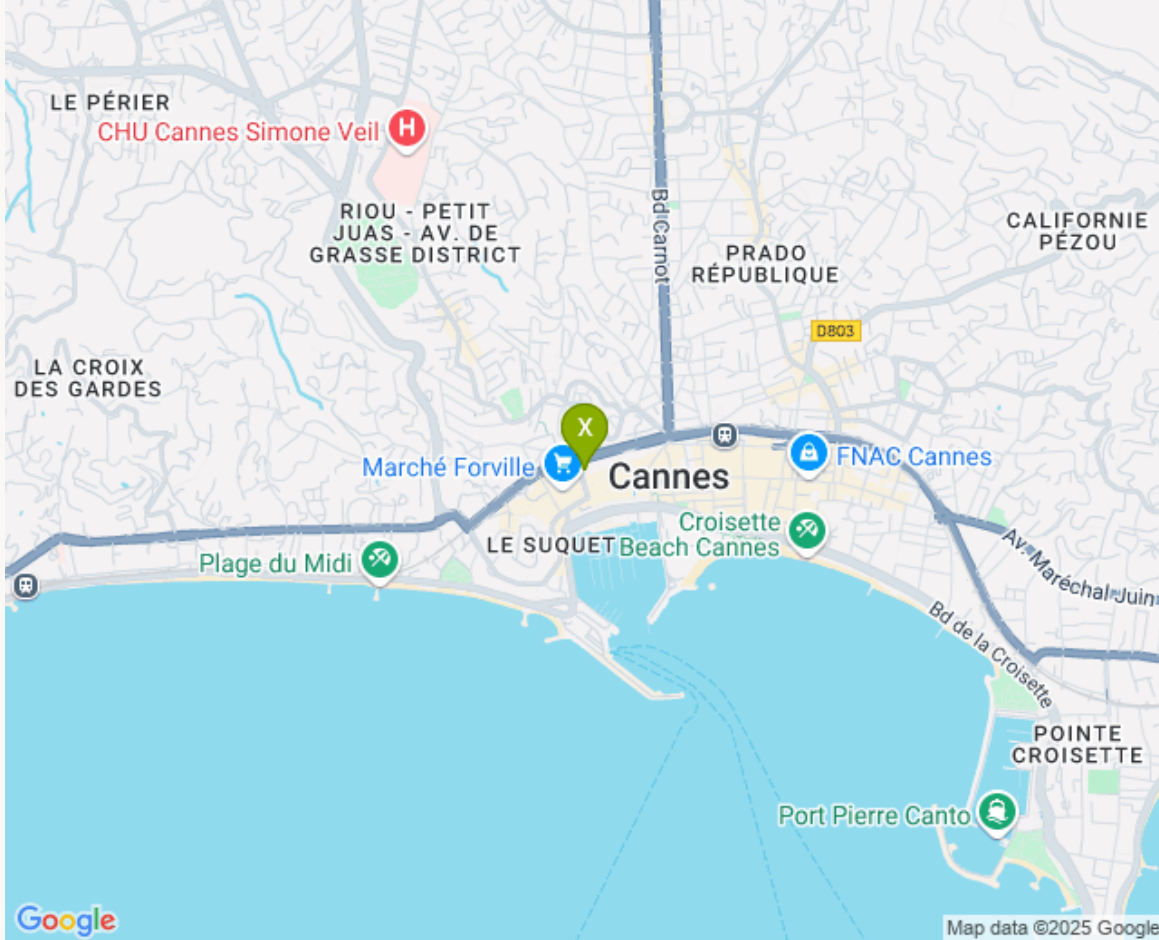 LE PÉRIER
CHU Cannes Simone Veil
H
RIOU - PETIT
JUAS - AV. DE
GRASSE DISTRICT
Bd Carnot
PRADO
RÉPUBLIQUE
CALIFORNIE
PÉZOU
D803
LA CROIX
DES GARDES
X
Marché Forville
Cannes
FNAC Cannes
LE SUQUET
Croisette
Beach Cannes
Plage du Midi
Av. Maréchal Juin
Bd de la Croisette
POINTE
CROISETTE
Port Pierre Canto
Google
Map data ©2025 Google